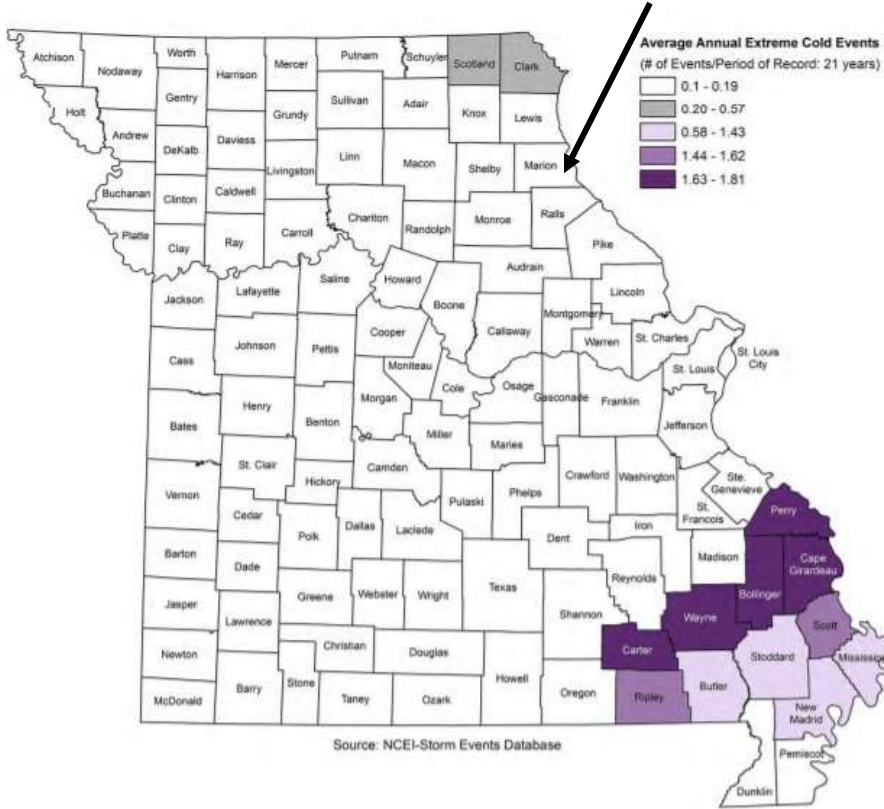 Average Annual Extreme Cold Events
(# of Events/Period of Record: 21 years)
0.1 - 0.19
0.20 - 0.57
0.58 - 1.43
1.44 - 1.62
1.63 - 1.81
Atchison
Nodaway
Worth
Harrison
Mercer
Putnam
Schuyler
Scotland
Clark
Holt
Gentry
Sullivan
Adair
Knox
Lewis
Andrew
DeKalb
Daviess
Grundy
Linn
Macon
Shelby
Marion
Buchanan
Clinton
Caldwell
Livingston
Chariton
Randolph
Monroe
Ralls
Platte
Clay
Ray
Carroll
Pike
Audrain
Jackson
Lafayette
Saline
Howard
Boone
Callaway
Montgomery
Lincoln
Warren
St. Charles
St. Louis
St. Louis
City
Cass
Johnson
Pettis
Cooper
Moniteau
Cole
Osage
Gasconade
Franklin
Jefferson
Bates
Henry
Benton
Morgan
Miller
Maries
Crawford
Washington
Ste.
Genevieve
St.
Francois
Perry
Vernon
St. Clair
Hickory
Camden
Pulaski
Phelps
Dent
Iron
Madison
Bollinger
Cape
Girardeau
Cedar
Polk
Dallas
Laclede
Barton
Dade
Texas
Reynolds
Shannon
Wayne
Scott
Jasper
Lawrence
Greene
Webster
Wright
Christian
Douglas
Carter
Stoddard
Mississippi
Newton
McDonald
Barry
Stone
Taney
Ozark
Howell
Oregon
Ripley
Butler
New
Madrid
Pemiscot
Dunklin
Source: NCEI-Storm Events Database